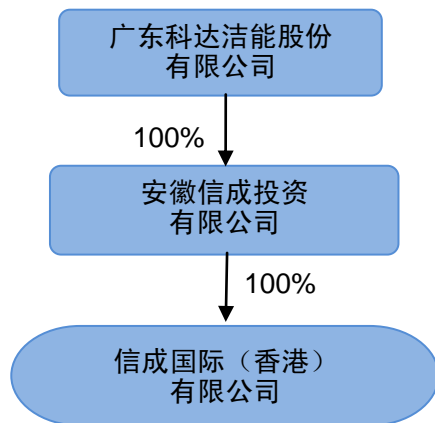 广东科达洁能股份
有限公司
100%
安徽信成投资
有限公司
100%
信成国际（香港）
有限公司